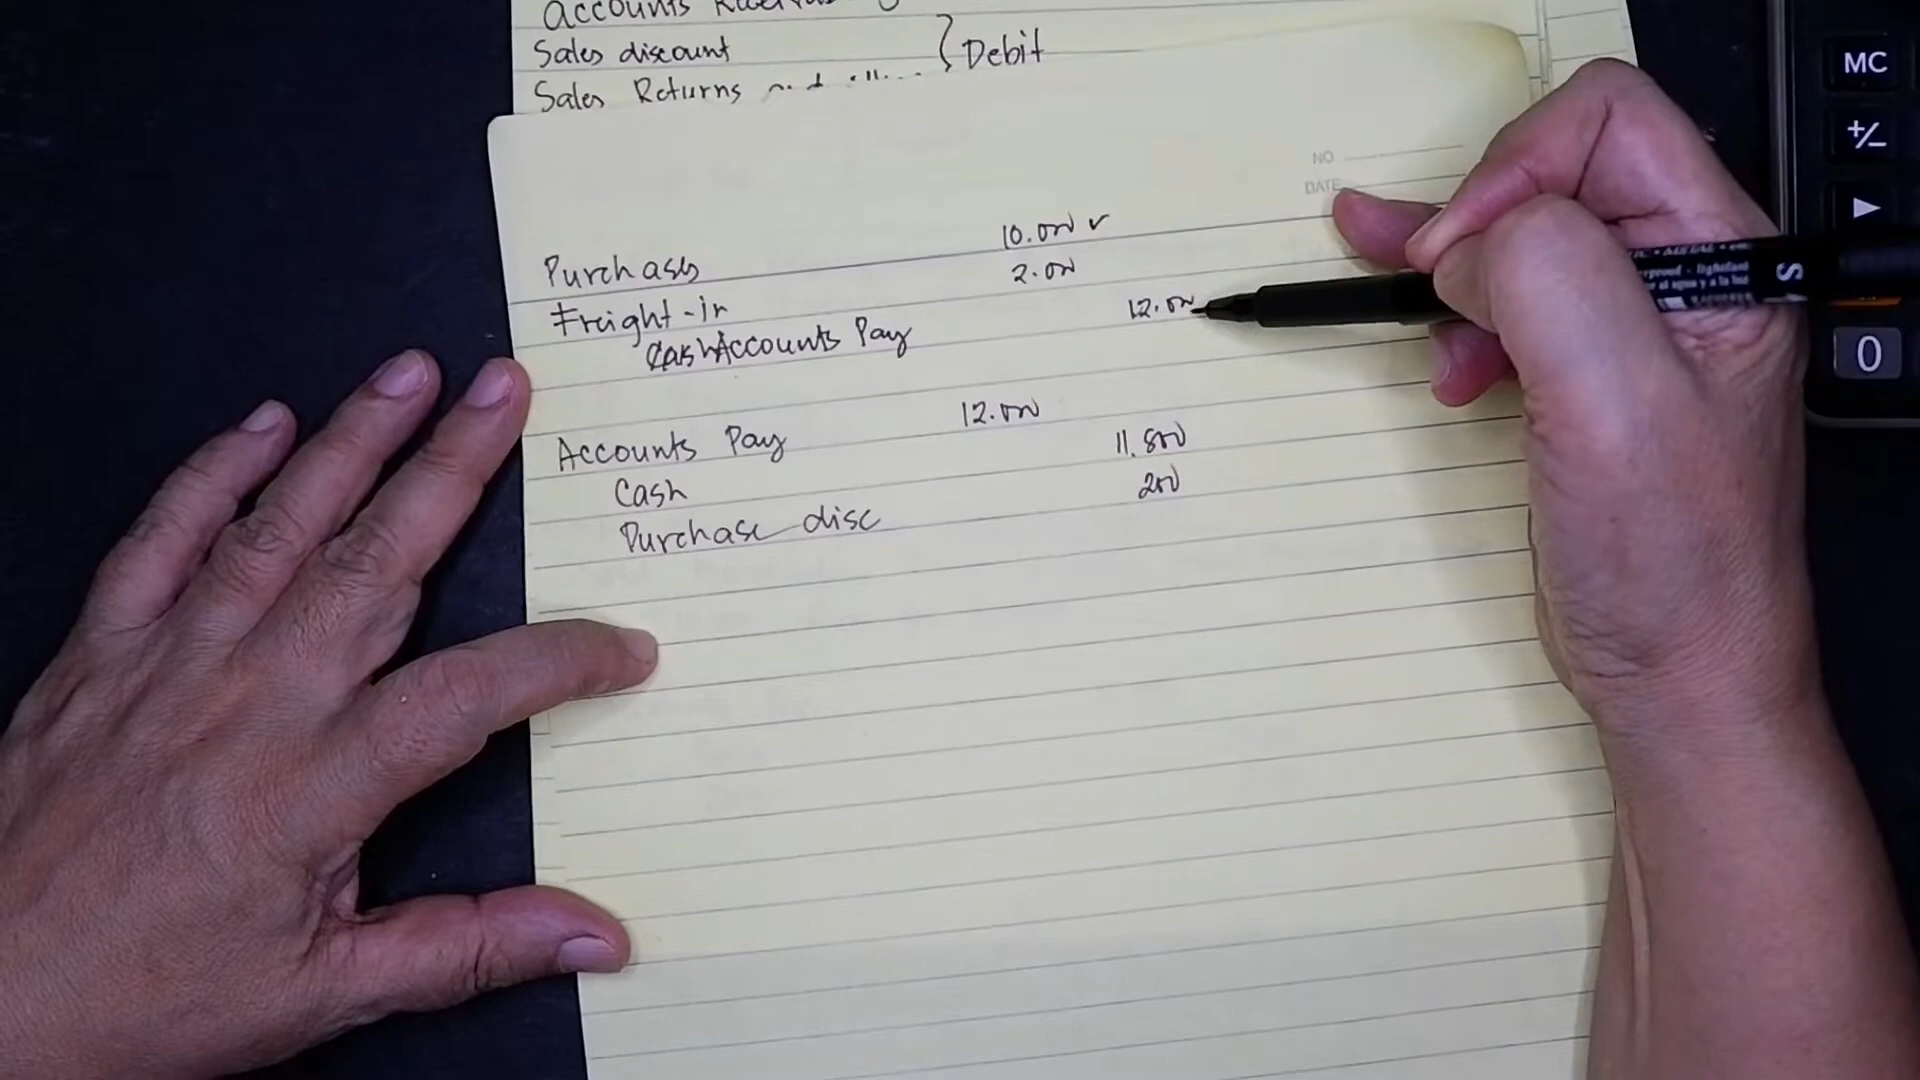 accounts
Sales discount } Debit
Sales Returns
NO
DATE
Purchases 10.000 ✓
Freight-in 2.000
Cash Accounts Pay 12.000
Accounts Pay 12.000
Cash 11.800
Purchase disc 200
MC
+/-
0
S